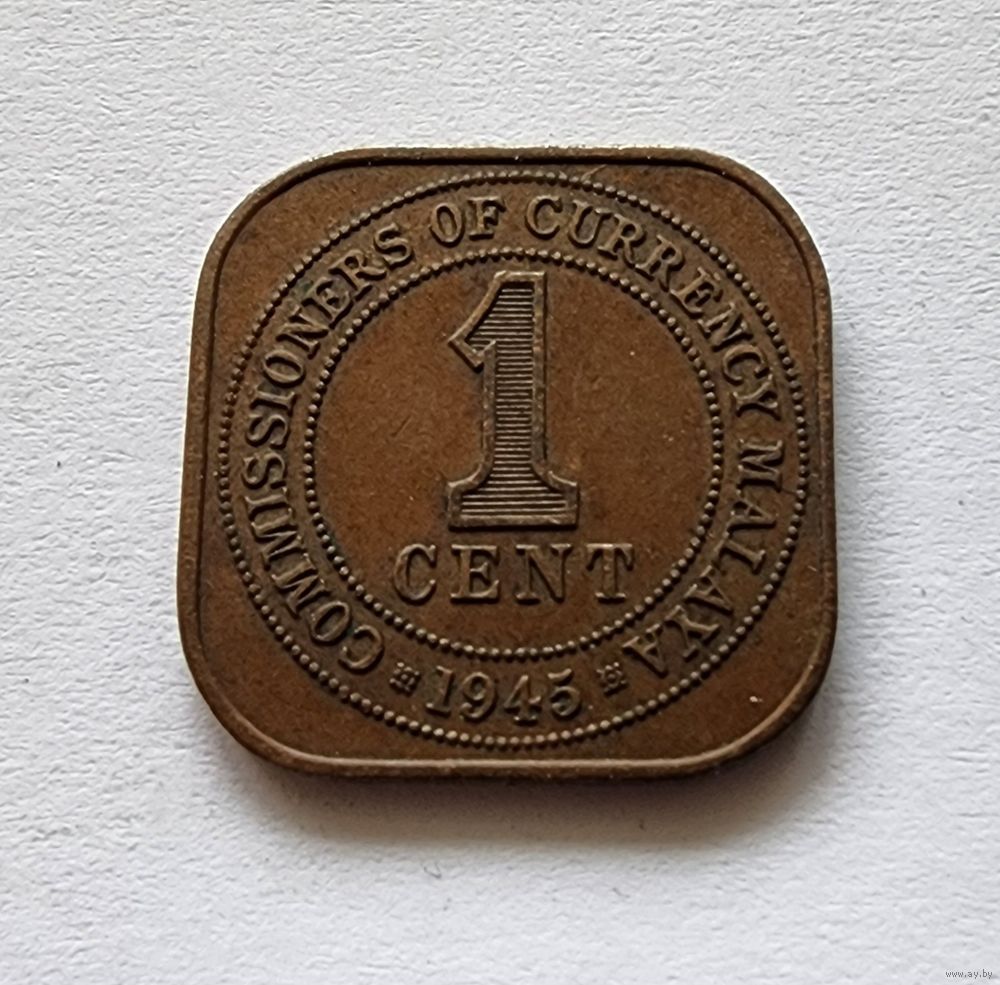 COMMISSIONERS OF CURRENCY MALAYA
1
CENT
1945
www.ay.by